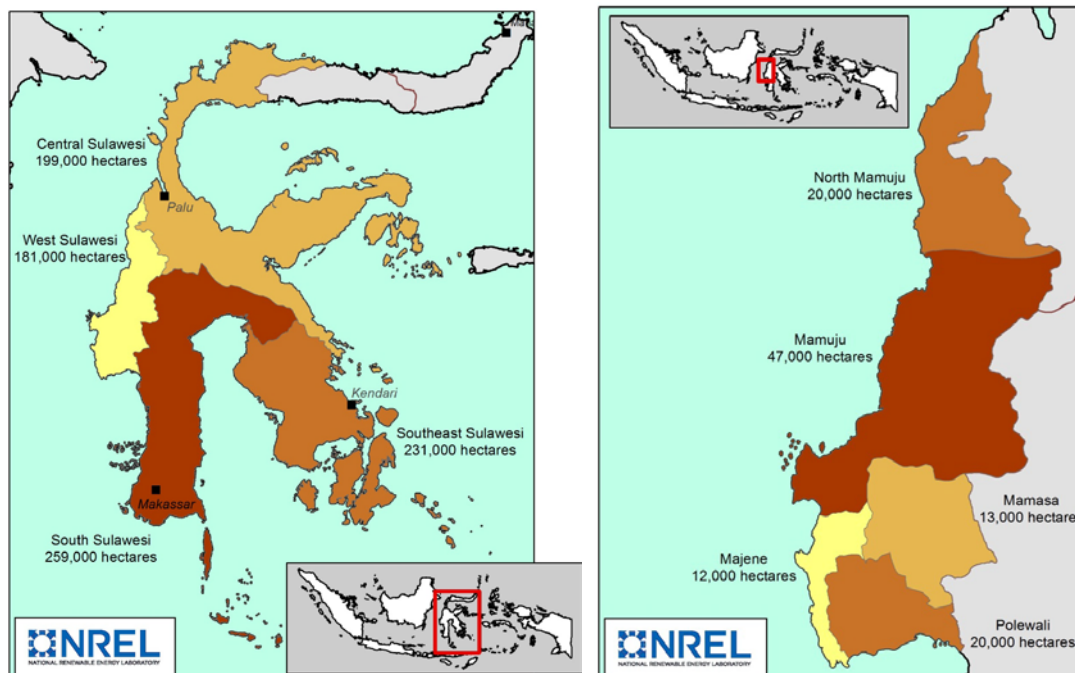 Central Sulawesi
199,000 hectares
Palu
West Sulawesi
181,000 hectares
Kendari
Southeast Sulawesi
231,000 hectares
Makassar
South Sulawesi
259,000 hectares
NREL
NATIONAL RENEWABLE ENERGY LABORATORY
North Mamuju
20,000 hectares
Mamuju
47,000 hectares
Mamasa
13,000 hectare
Majene
12,000 hectares
Polewali
20,000 hectares
NREL
NATIONAL RENEWABLE ENERGY LABORATORY